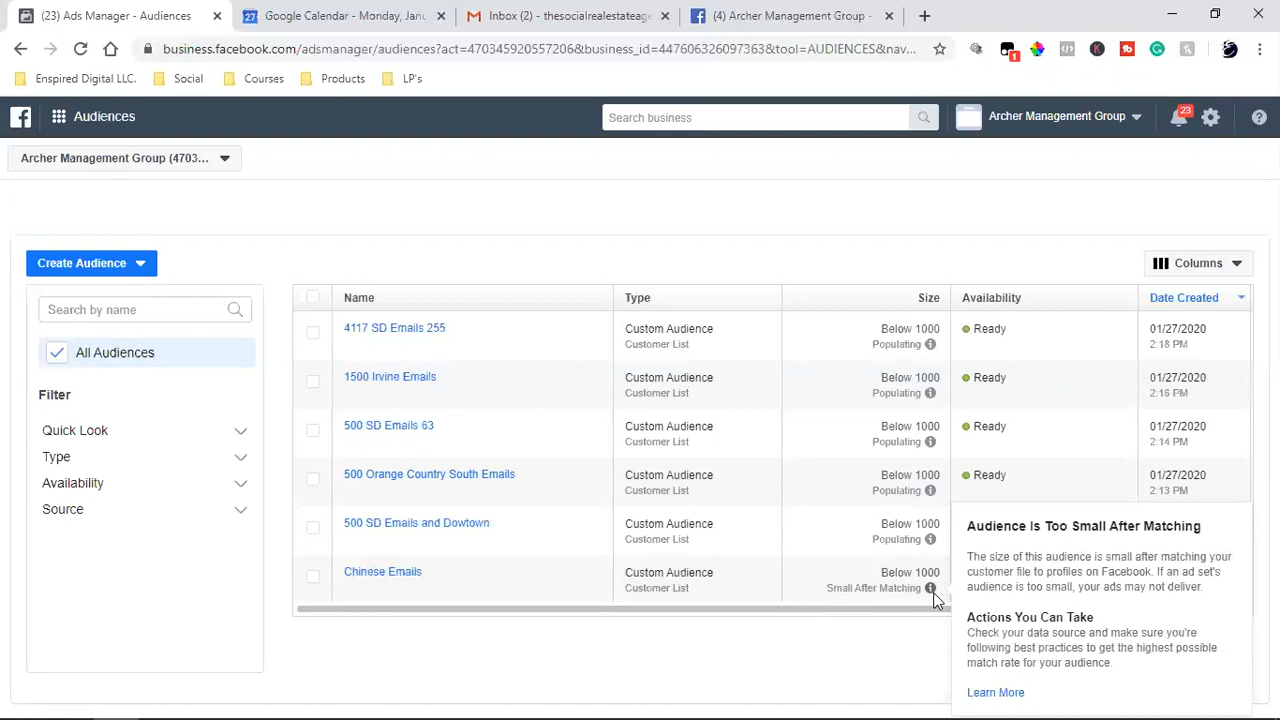 (23) Ads Manager - Audiences
Google Calendar - Monday, Janu
Inbox (2) - thesocialrealestateag
(4) Archer Management Group -
business.facebook.com/adsmanager/audiences?act=470345920557206&business_id=447606326097363&tool=AUDIENCES&nav...
1
Enspired Digital LLC.
Social
Courses
Products
LP's
Audiences
Search business
Archer Management Group
23
Archer Management Group (4703...
Create Audience
Columns
Search by name
All Audiences
Filter
Quick Look
Type
Availability
Source
Name Type Size Availability Date Created
4117 SD Emails 255 Custom Audience Below 1000 Ready 01/27/2020
Customer List Populating 2:18 PM
1500 Irvine Emails Custom Audience Below 1000 Ready 01/27/2020
Customer List Populating 2:16 PM
500 SD Emails 63 Custom Audience Below 1000 Ready 01/27/2020
Customer List Populating 2:14 PM
500 Orange Country South Emails Custom Audience Below 1000 Ready 01/27/2020
Customer List Populating 2:13 PM
500 SD Emails and Dowtown Custom Audience Below 1000
Customer List Populating
Chinese Emails Custom Audience Below 1000
Customer List Small After Matching
Audience Is Too Small After Matching
The size of this audience is small after matching your
customer file to profiles on Facebook. If an ad set's
audience is too small, your ads may not deliver.
Actions You Can Take
Check your data source and make sure you're
following best practices to get the highest possible
match rate for your audience.
Learn More